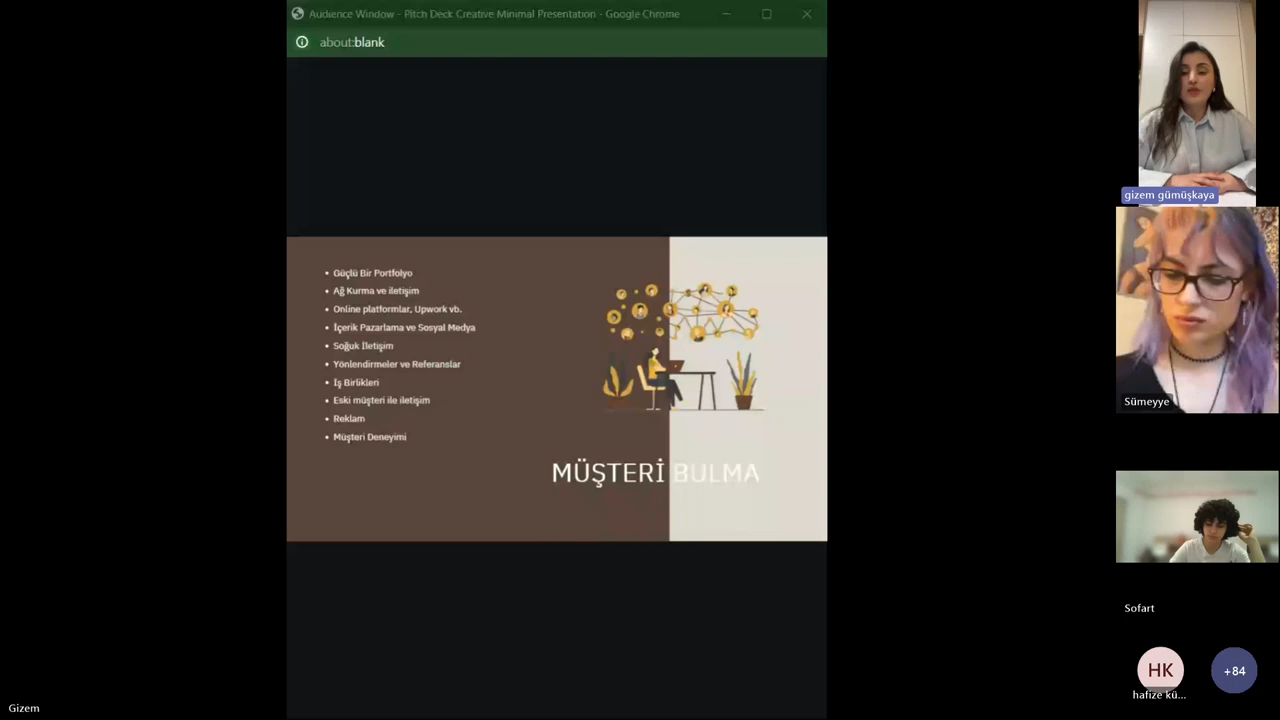 Audience Window - Pitch Deck Creative Minimal Presentation - Google Chrome
about:blank
• Güçlü Bir Portfolyo
• Ağ Kurma ve iletişim
• Online platformlar, Upwork vb.
• İçerik Pazarlama ve Sosyal Medya
• Soğuk İletişim
• Yönlendirmeler ve Referanslar
• İş Birlikleri
• Eski müşteri ile iletişim
• Reklam
• Müşteri Deneyimi
MÜŞTERİ BULMA
gizem gümüşkaya
Sümeyye
Sofart
HK
hafize kü...
+84
Gizem